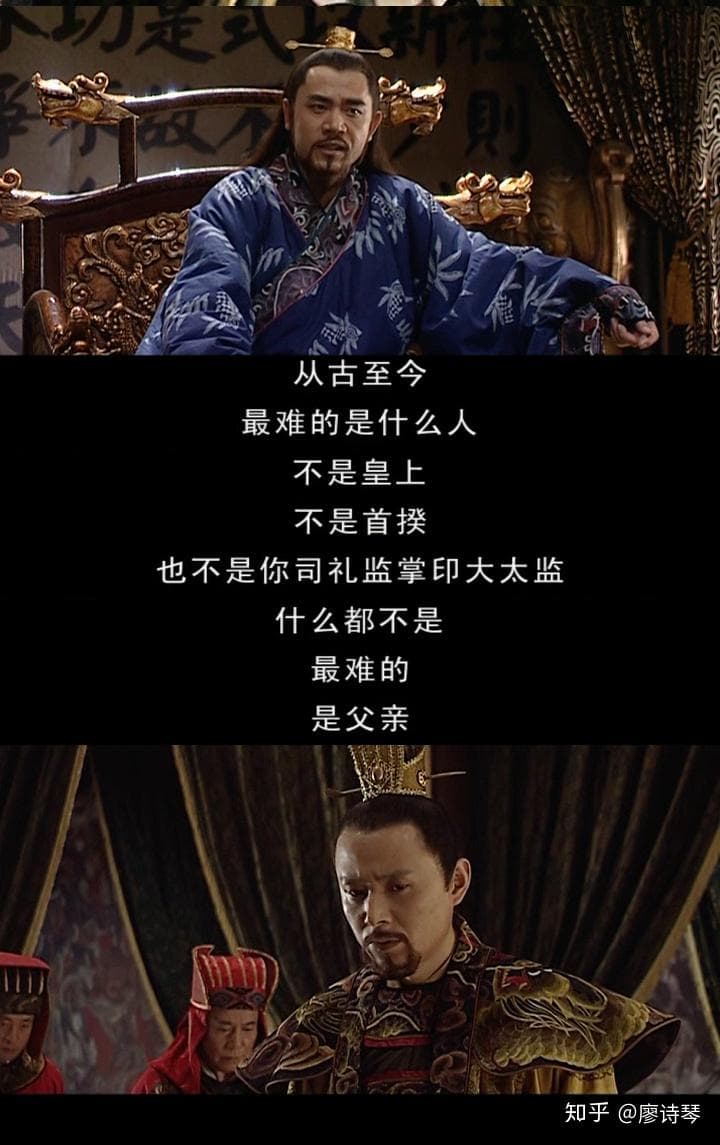 从古至今
最难的是什么人
不是皇上
不是首揆
也不是你司礼监掌印大太监
什么都不是
最难的
是父亲
知乎 @廖诗琴